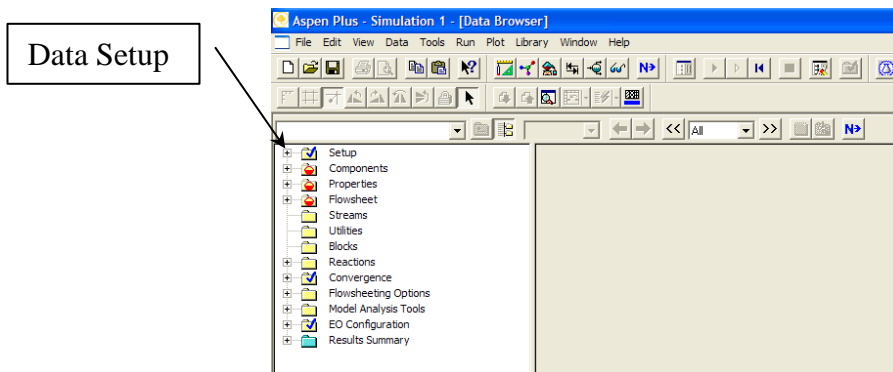 Aspen Plus - Simulation 1 - [Data Browser]
File Edit View Data Tools Run Plot Library Window Help
Data Setup
N
All
<< >>
N
Setup
Components
Properties
Flowsheet
Streams
Utilities
Blocks
Reactions
Convergence
Flowsheeting Options
Model Analysis Tools
EO Configuration
Results Summary